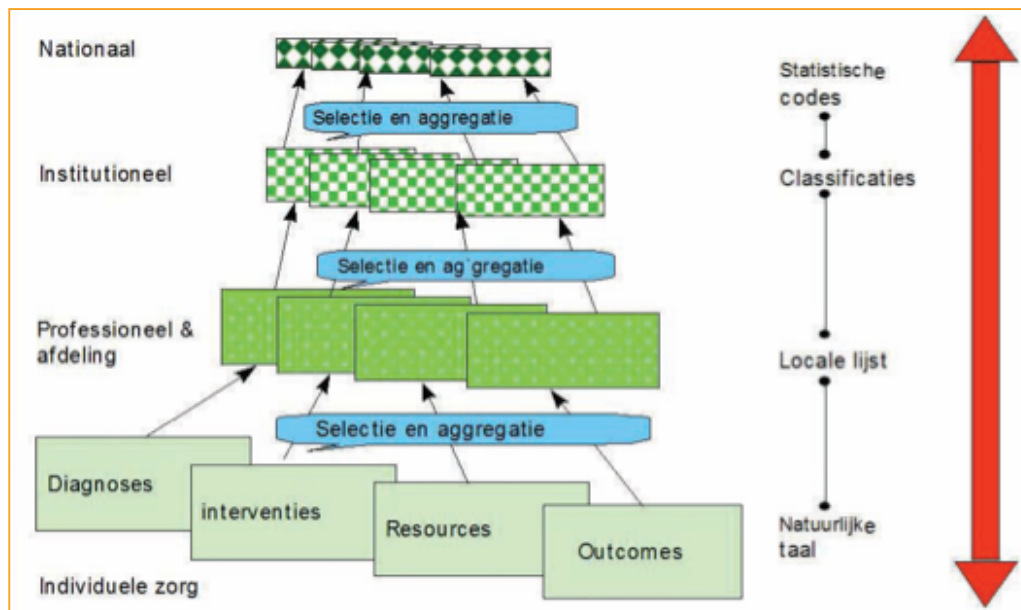 Nationaal
Statistische
codes
Selectie en aggregatie
Institutioneel
Classificaties
Selectie en ag`gregatie
Professioneel &
afdeling
Locale lijst
Selectie en aggregatie
Diagnoses
interventies
Resources
Outcomes
Natuurlijke
taal
Individuele zorg